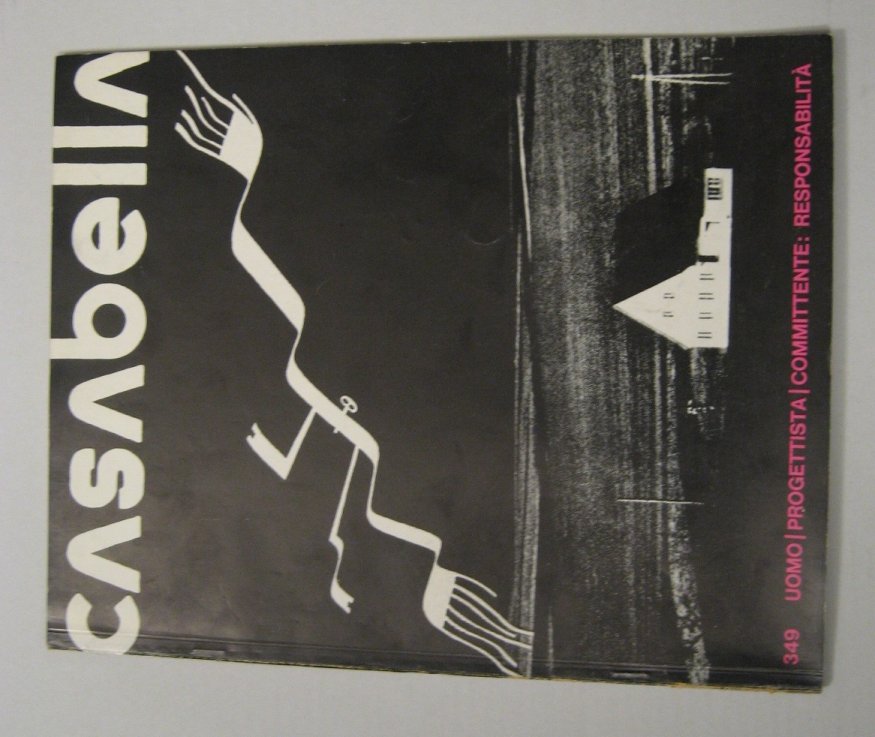 casabella
349 UOMO | PROGETTISTA | COMMITTENTE: RESPONSABILITÀ